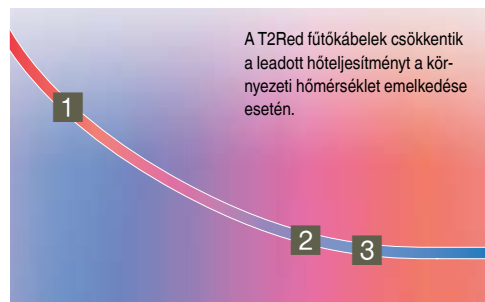 A T2Red fűtőkábelek csökkentik
a leadott hőteljesítményt a kör-
nyezeti hőmérséklet emelkedése
esetén.
1
2
3